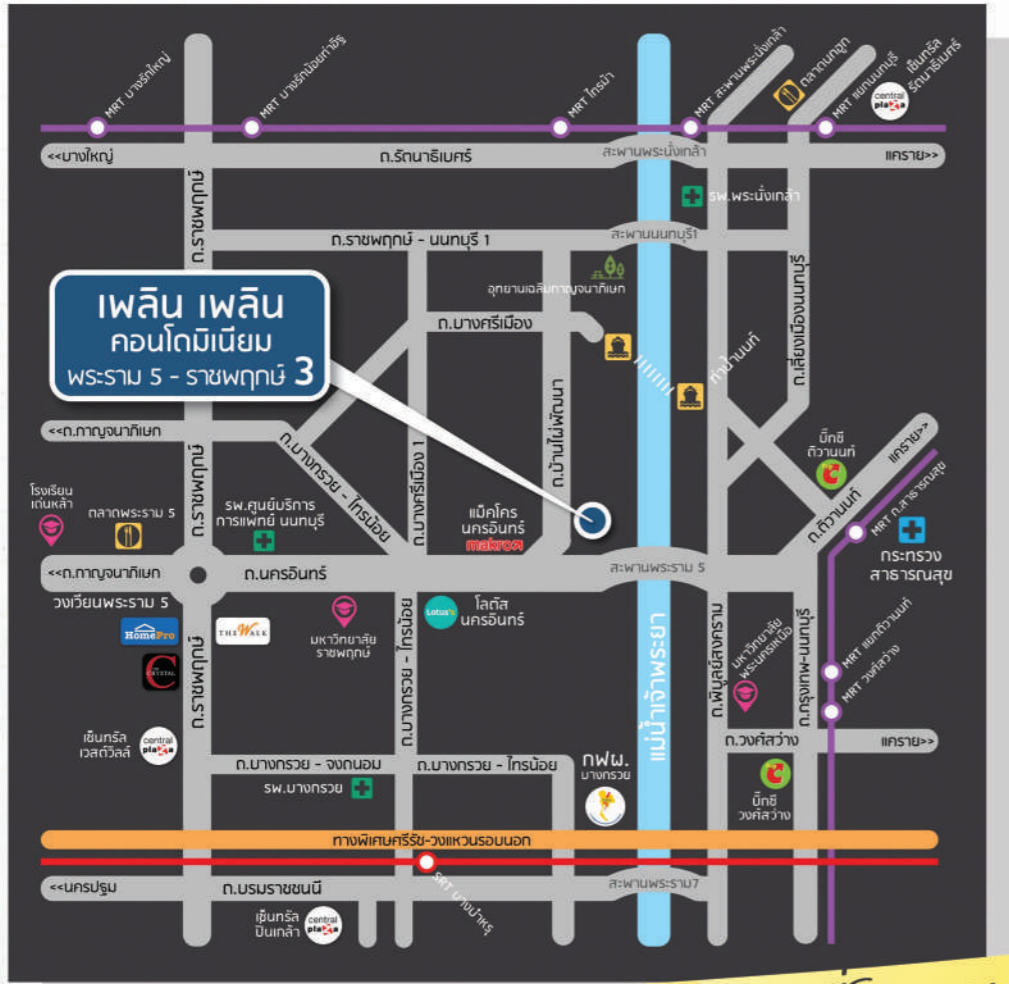 MRT บางรักใหญ่
MRT บางรักน้อยท่าอิฐ
MRT ไทรม้า
MRT สะพานพระนั่งเกล้า
ตลาดนกฮูก
MRT แยกนนทบุรี
central
plaza
เซ็นทรัล
รัตนาธิเบศร์
<<บางใหญ่
ถ.รัตนาธิเบศร์
สะพานพระนั่งเกล้า
แคราย>>
รพ.พระนั่งเกล้า
ถ.ราชพฤกษ์
ถ.ราชพฤกษ์ - นนทบุรี 1
สะพานนนทบุรี1
อุทยานเฉลิมกาญจนาภิเษก
ถ.เลี่ยงเมืองนนทบุรี
เพลิน เพลิน
คอนโดมิเนียม
พระราม 5 - ราชพฤกษ์ 3
ถ.บางศรีเมือง
ท่าน้ำนนท์
<<ถ.กาญจนาภิเษก
ถ.ราชพฤกษ์
ถ.บางกรวย - ไทรน้อย
ถ.บางศรีเมือง 1
ถ.บ้านไผ่พัฒนา
บิ๊กซี
ติวานนท์
แคราย>>
ถ.ติวานนท์
MRT ก.สาธารณสุข
กระทรวง
สาธารณสุข
โรงเรียน
เด่นหล้า
ตลาดพระราม 5
รพ.ศูนย์บริการ
การแพทย์ นนทบุรี
แม็คโคร
นครอินทร์
makro
<<ถ.กาญจนาภิเษก
ถ.นครอินทร์
สะพานพระราม 5
วงเวียนพระราม 5
HomePro
THE WALK
THE CRYSTAL
มหาวิทยาลัย
ราชพฤกษ์
Lotus's
โลตัส
นครอินทร์
ถ.ราชพฤกษ์
ถ.บางกรวย - ไทรน้อย
แม่น้ำเจ้าพระยา
ถ.พิบูลย์สงคราม
มหาวิทยาลัย
พระนครเหนือ
ถ.กรุงเทพ-นนทบุรี
MRT แยกติวานนท์
MRT วงศ์สว่าง
เซ็นทรัล
เวสต์วิลล์
central
plaza
ถ.บางกรวย - จงถนอม
ถ.บางกรวย - ไทรน้อย
รพ.บางกรวย
กฟผ.
บางกรวย
ถ.วงศ์สว่าง
แคราย>>
บิ๊กซี
วงศ์สว่าง
ทางพิเศษศรีรัช-วงแหวนรอบนอก
SRT บางบำหรุ
<<นครปฐม
ถ.บรมราชชนนี
สะพานพระราม7
เซ็นทรัล
ปิ่นเกล้า
central
plaza